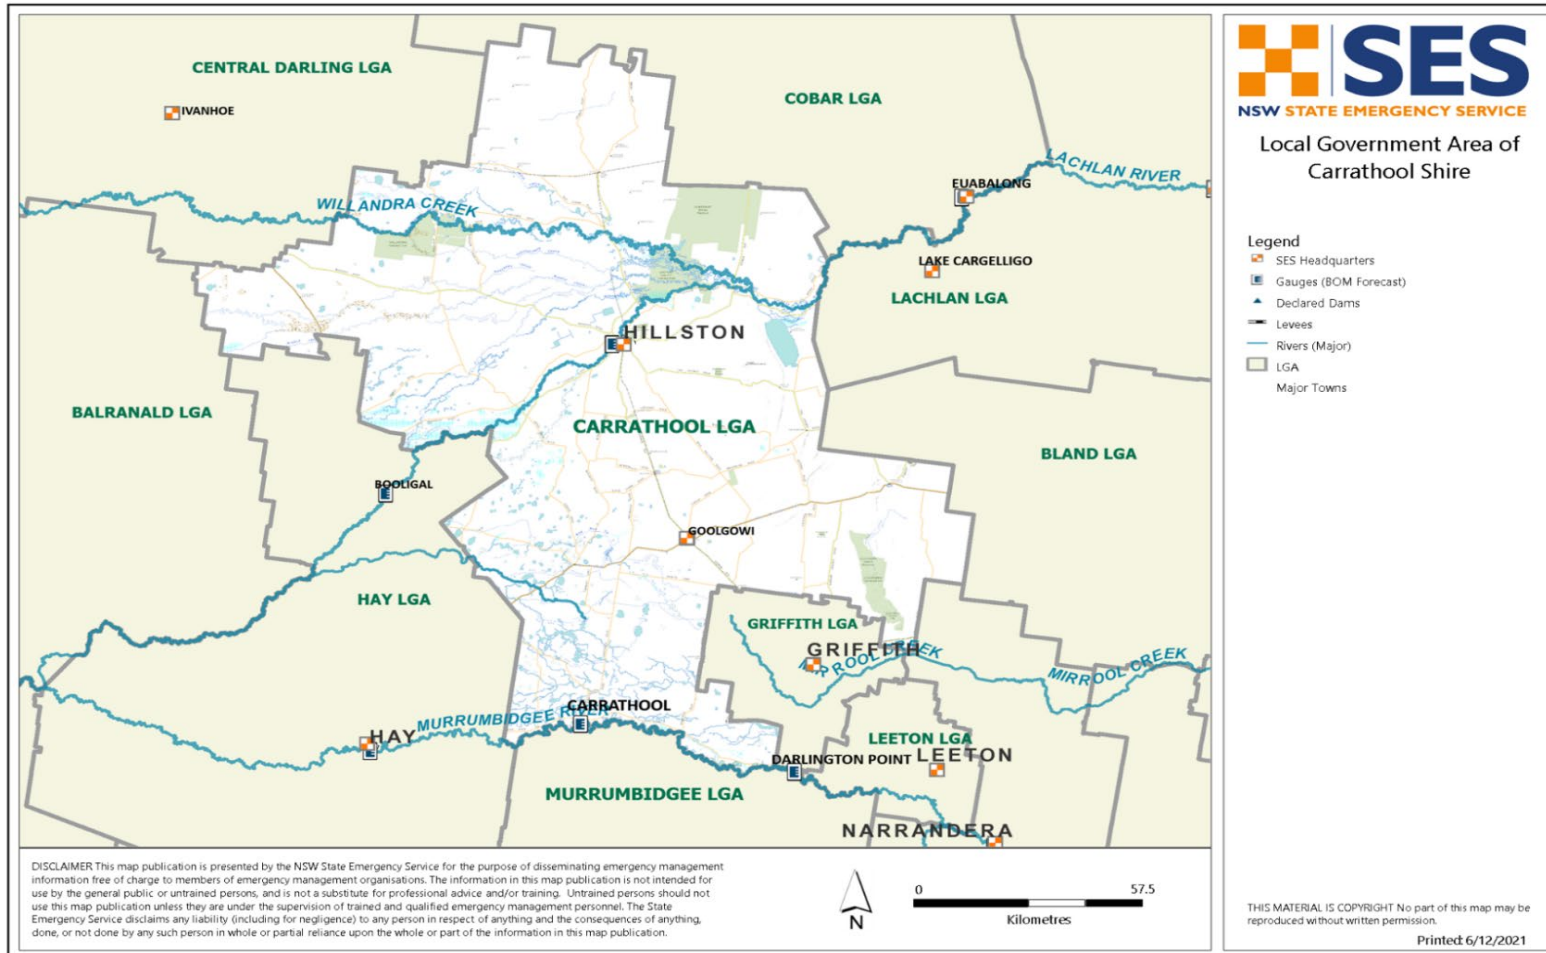 CENTRAL DARLING LGA
IVANHOE
COBAR LGA
LACHLAN RIVER
EUABALONG
WILLANDRA CREEK
LAKE CARGELLIGO
LACHLAN LGA
HILLSTON
BALRANALD LGA
CARRATHOOL LGA
BLAND LGA
BOOLIGAL
GOOLGOWI
HAY LGA
GRIFFITH LGA
GRIFFITH
MIRROOL CREEK
MIRROOL CREEK
CARRATHOOL
MURRUMBIDGEE RIVER
HAY
LEETON LGA
DARLINGTON POINT
LEETON
MURRUMBIDGEE LGA
NARRANDERA
DISCLAIMER This map publication is presented by the NSW State Emergency Service for the purpose of disseminating emergency management
information free of charge to members of emergency management organisations. The information in this map publication is not intended for
use by the general public or untrained persons, and is not a substitute for professional advice and/or training. Untrained persons should not
use this map publication unless they are under the supervision of trained and qualified emergency management personnel. The State
Emergency Service disclaims any liability (including for negligence) to any person in respect of anything and the consequences of anything,
done, or not done by any such person in whole or partial reliance upon the whole or part of the information in this map publication.
N
0 57.5
Kilometres
SES
NSW STATE EMERGENCY SERVICE
Local Government Area of
Carrathool Shire
Legend
SES Headquarters
Gauges (BOM Forecast)
Declared Dams
Levees
Rivers (Major)
LGA
Major Towns
THIS MATERIAL IS COPYRIGHT No part of this map may be
reproduced without written permission.
Printed: 6/12/2021